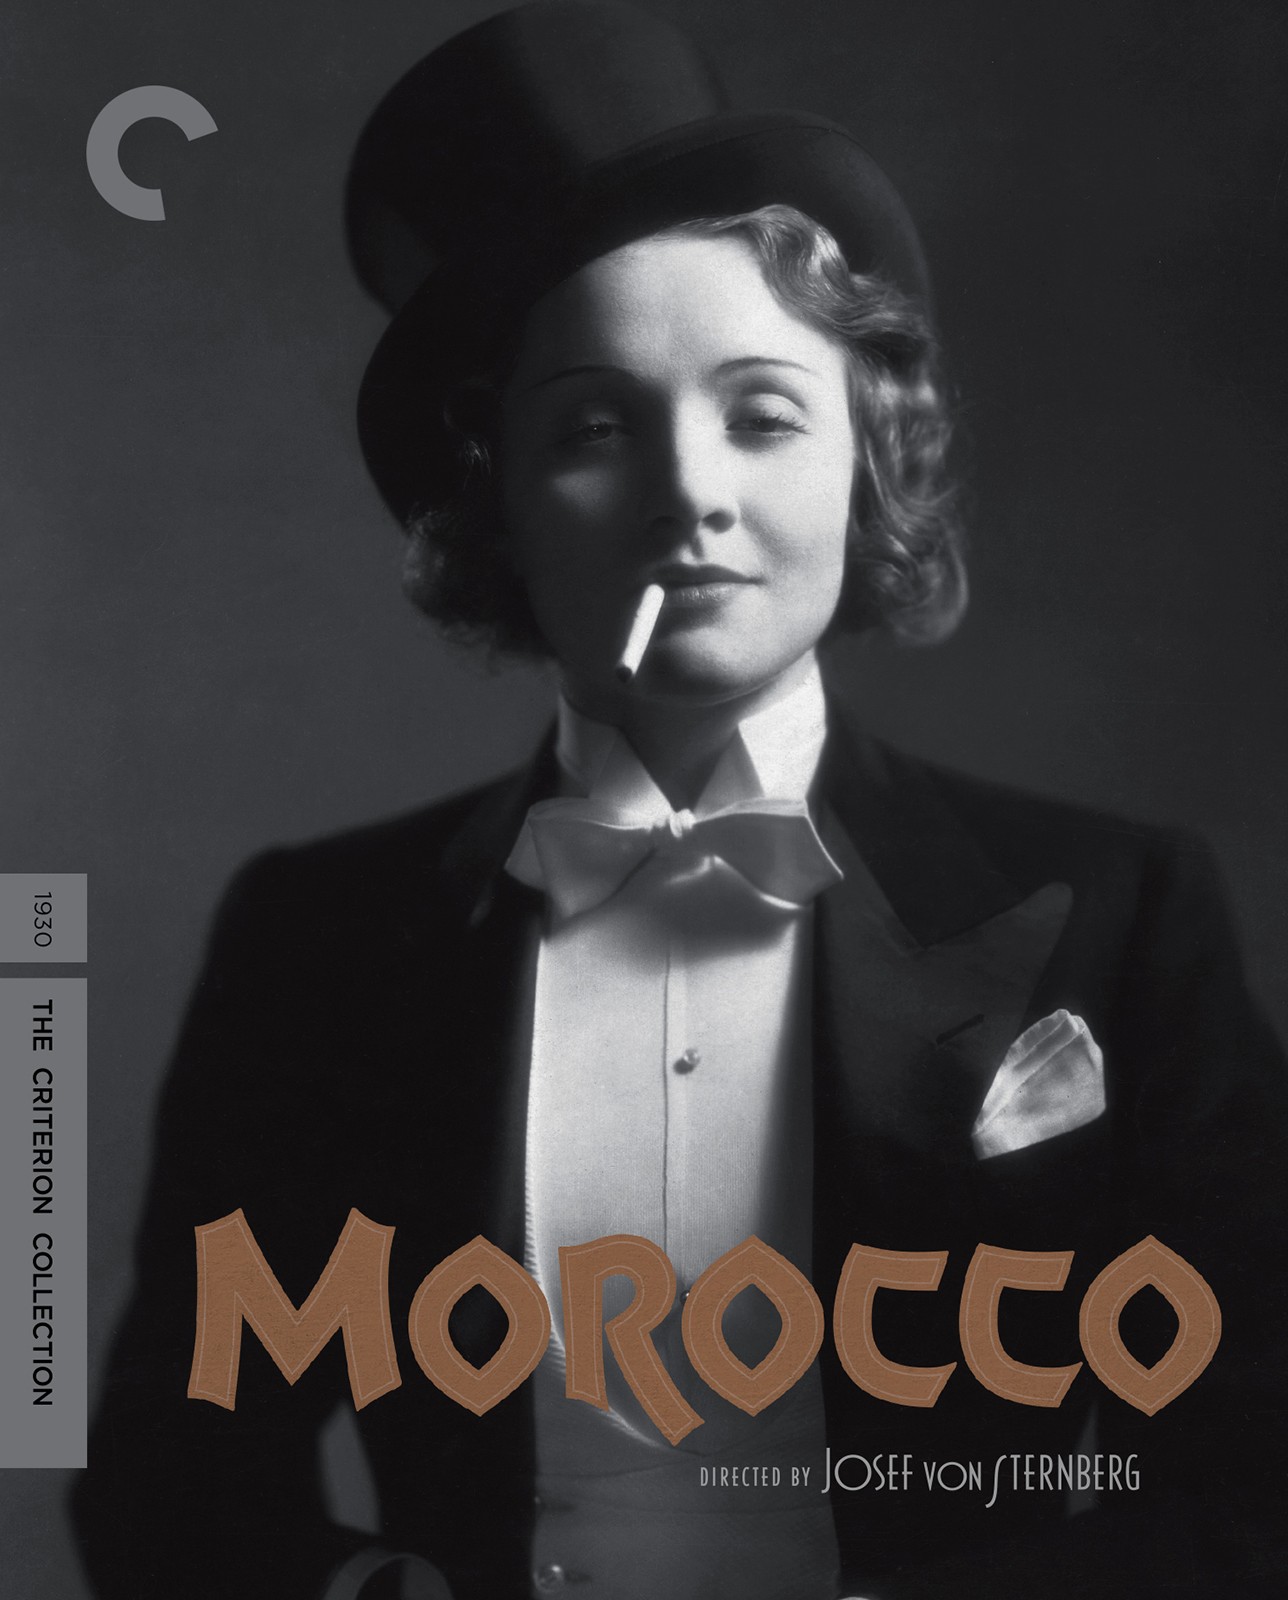 1930
THE CRITERION COLLECTION
MOROCCO
DIRECTED BY JOSEF VON STERNBERG